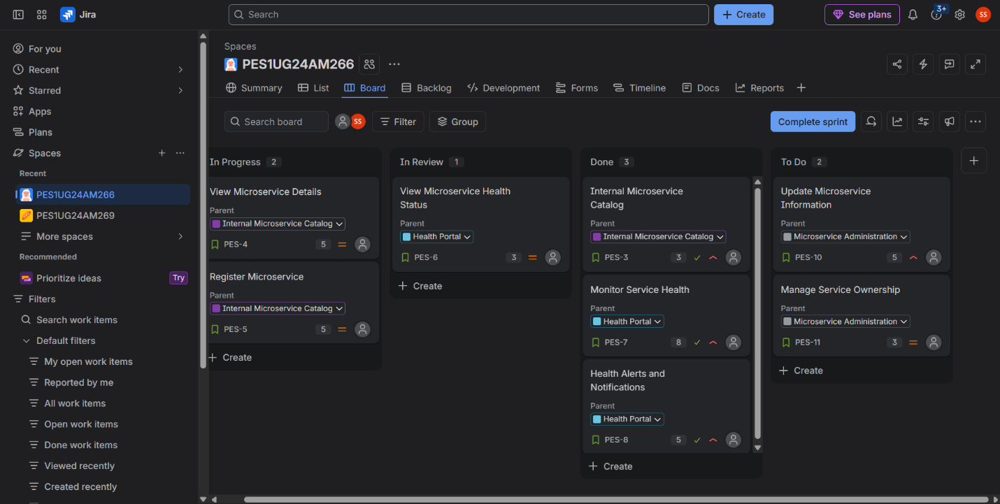 Jira
Search
Create
See plans
3+
SS
For you
Recent
Starred
Apps
Plans
Spaces
Recent
PES1UG24AM266
PES1UG24AM269
More spaces
Recommended
Prioritize ideas
Try
Filters
Search work items
Default filters
My open work items
Reported by me
All work items
Open work items
Done work items
Viewed recently
Created recently
Spaces
PES1UG24AM266
Summary
List
Board
Backlog
Development
Forms
Timeline
Docs
Reports
Search board
SS
Filter
Group
Complete sprint
In Progress 2
View Microservice Details
Parent
Internal Microservice Catalog
PES-4 5
Register Microservice
Parent
Internal Microservice Catalog
PES-5 5
Create
In Review 1
View Microservice Health
Status
Parent
Health Portal
PES-6 3
Create
Done 3
Internal Microservice
Catalog
Parent
Internal Microservice Catalog
PES-3 3
Monitor Service Health
Parent
Health Portal
PES-7 8
Health Alerts and
Notifications
Parent
Health Portal
PES-8 5
Create
To Do 2
Update Microservice
Information
Parent
Microservice Administration
PES-10 5
Manage Service Ownership
Parent
Microservice Administration
PES-11 3
Create